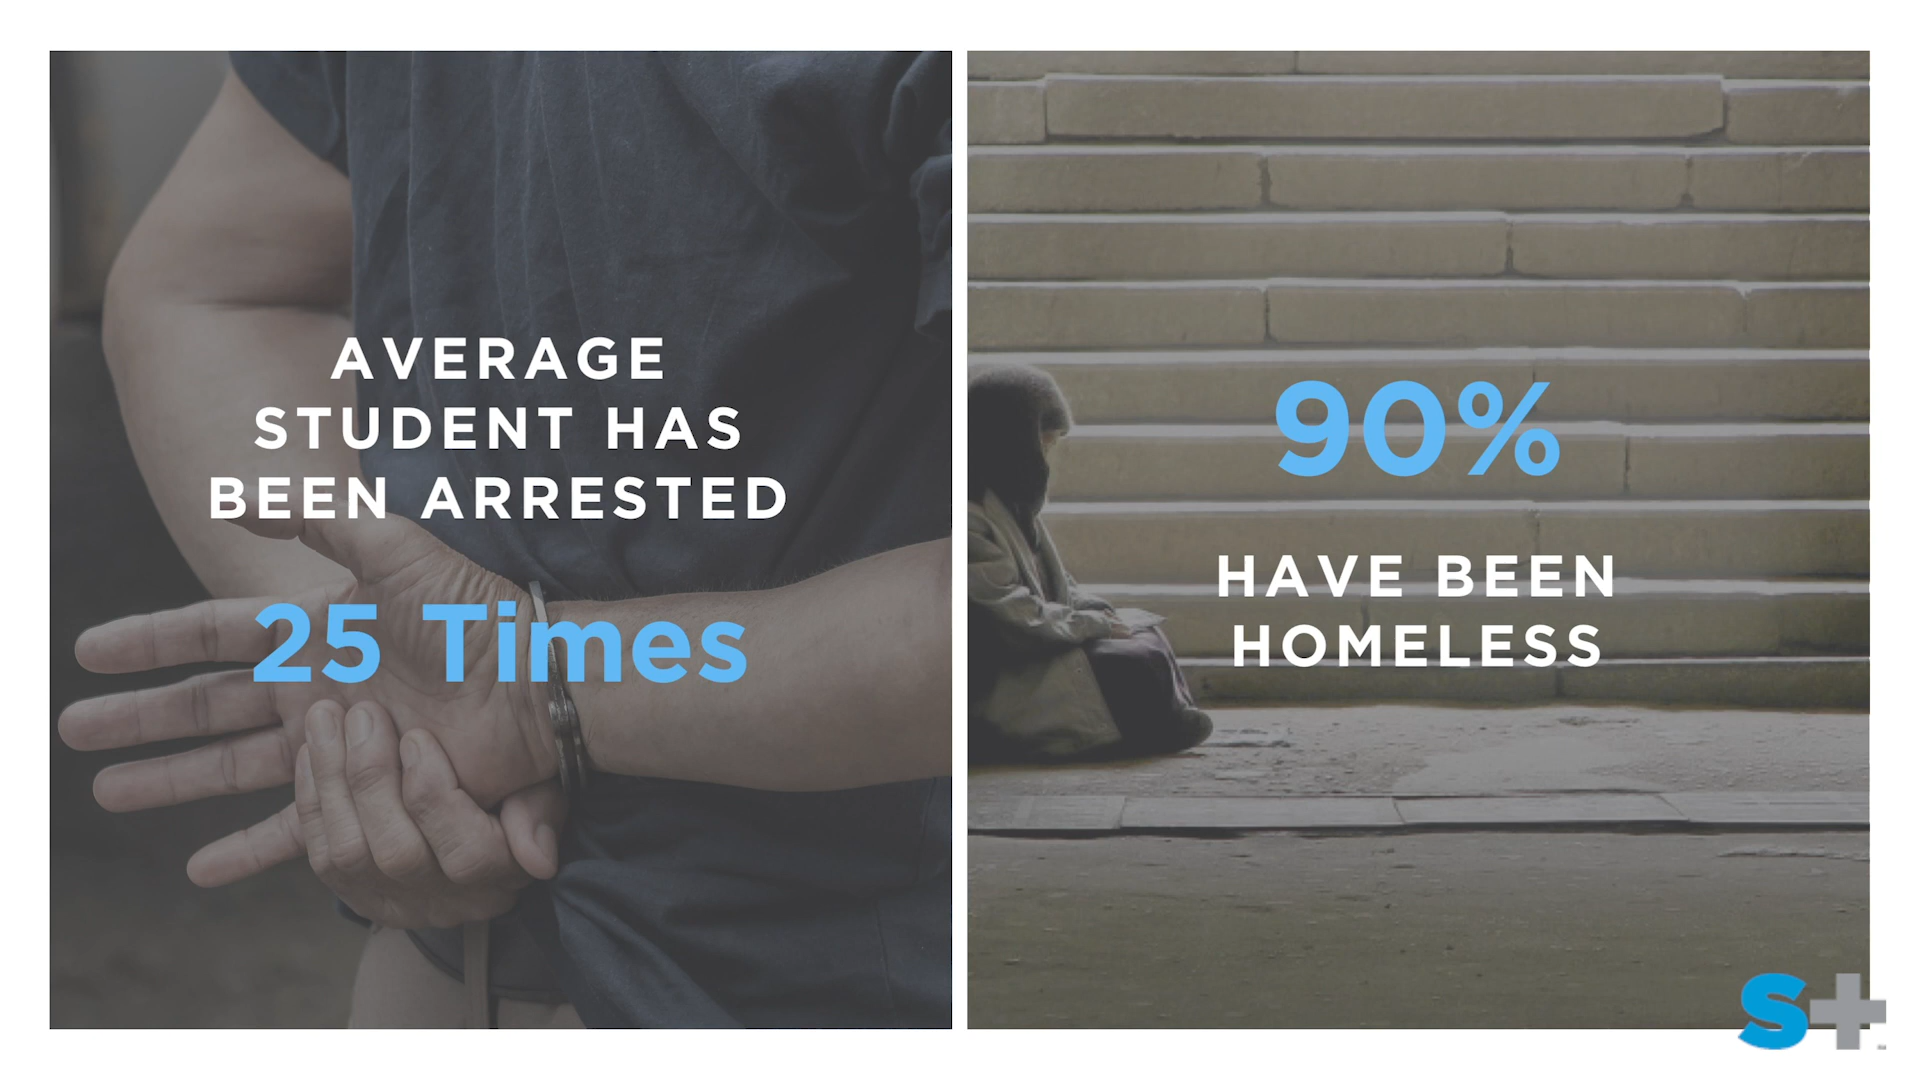 AVERAGE
STUDENT HAS
BEEN ARRESTED
25 Times
90%
HAVE BEEN
HOMELESS
S+